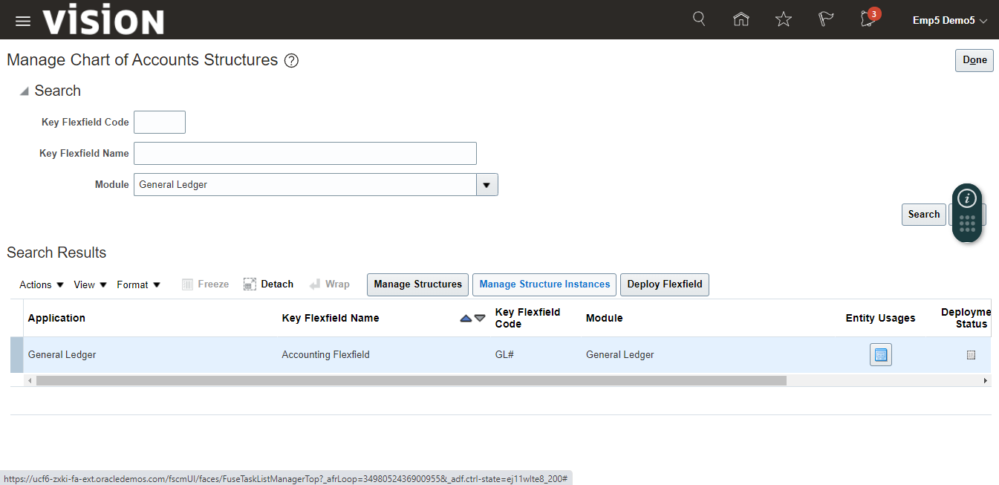 VISION
3
Emp5 Demo5
Manage Chart of Accounts Structures ?
Done
Search
Key Flexfield Code
Key Flexfield Name
Module General Ledger
i
Search
Search Results
Actions View Format Freeze Detach Wrap Manage Structures Manage Structure Instances Deploy Flexfield
Application Key Flexfield Name Key Flexfield Code Module Entity Usages Deployme Status
General Ledger Accounting Flexfield GL# General Ledger
https://ucf6-zxki-fa-ext.oracledemos.com/fscmUI/faces/FuseTaskListManagerTop?_afrLoop=34980524369009558&_adf.ctrl-state=ej11wlte8_200#